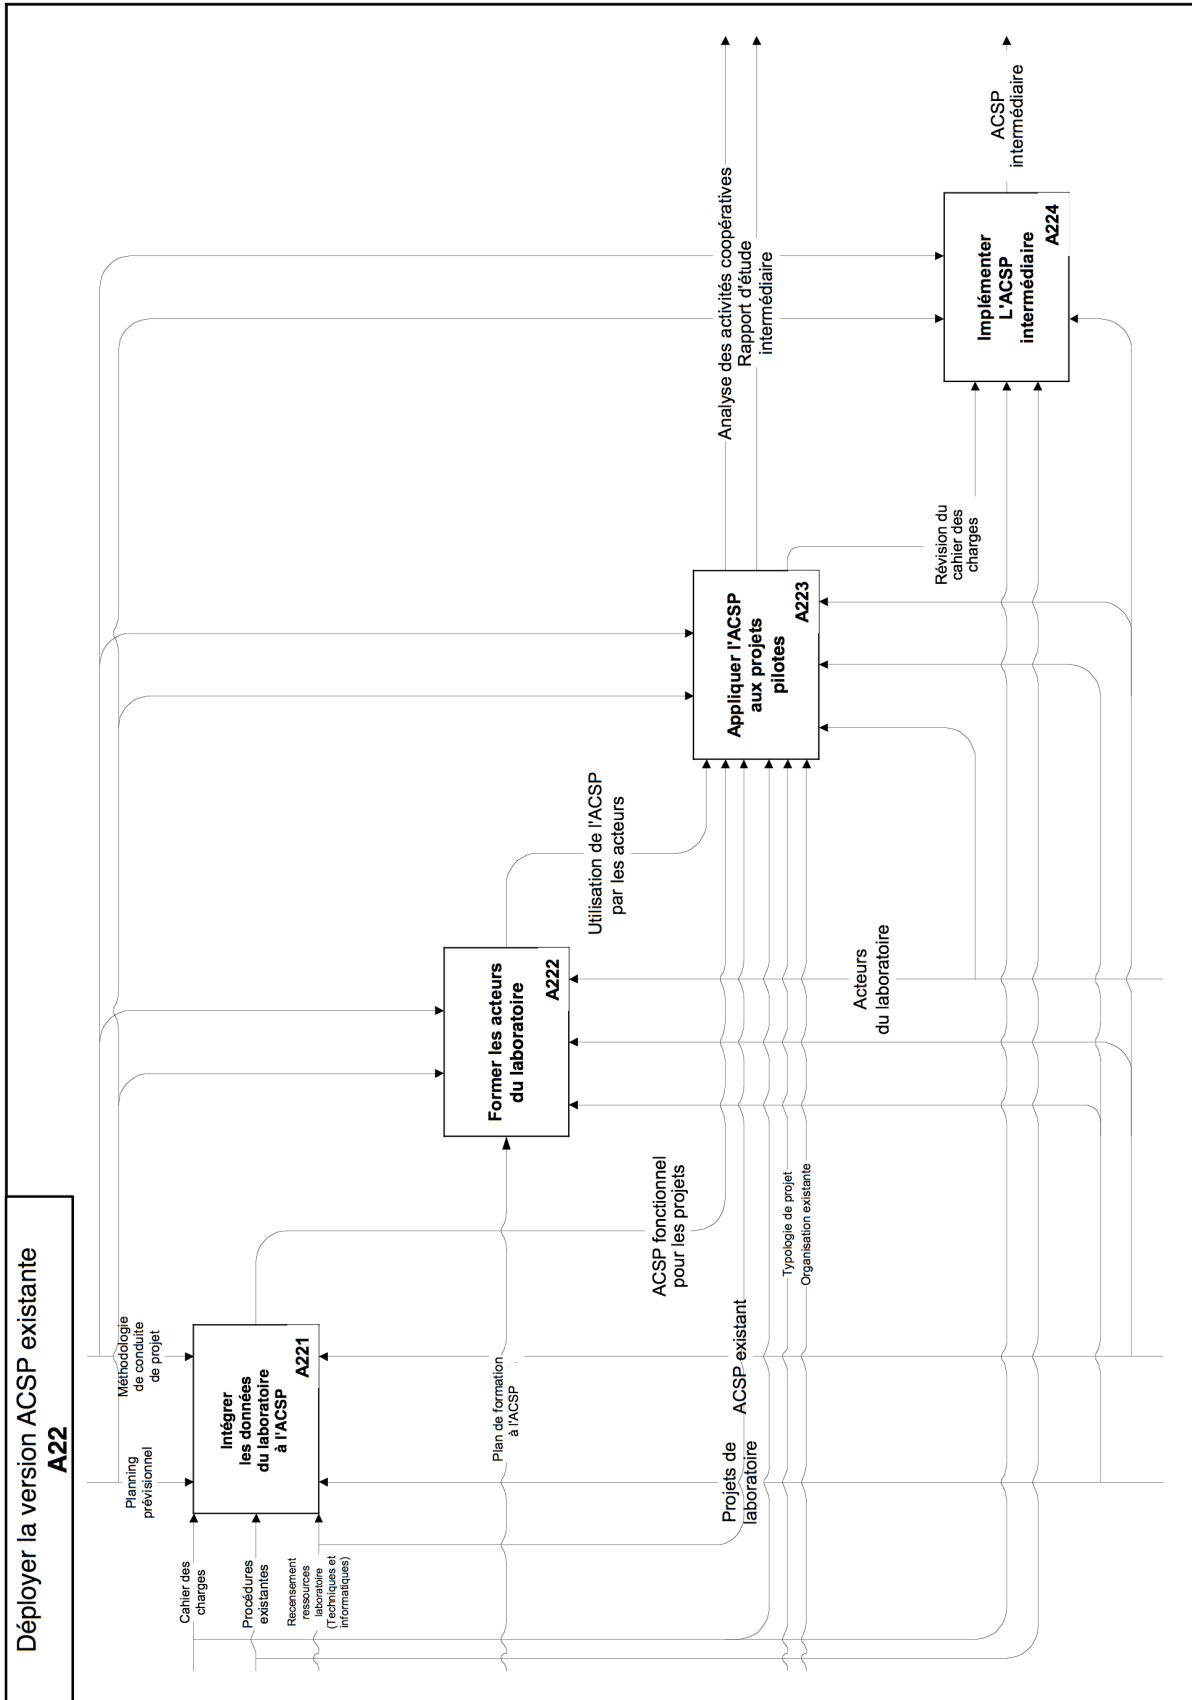 Déployer la version ACSP existante
A22
Cahier des
charges
Procédures
existantes
Recensement
ressources
laboratoire
(Techniques et
informatiques)
Planning
prévisionnel
Méthodologie
de conduite
de projet
Intégrer
les données
du laboratoire
à l'ACSP
A221
Projets de
laboratoire
ACSP existant
Plan de formation
à l'ACSP
ACSP fonctionnel
pour les projets
Typologie de projet
Organisation existante
Former les acteurs
du laboratoire
A222
Acteurs
du laboratoire
Utilisation de l'ACSP
par les acteurs
Appliquer l'ACSP
aux projets
pilotes
A223
Révision du
cahier des
charges
Analyse des activités coopératives
Rapport d'étude
intermédiaire
Implémenter
L'ACSP
intermédiaire
A224
ACSP
intermédiaire